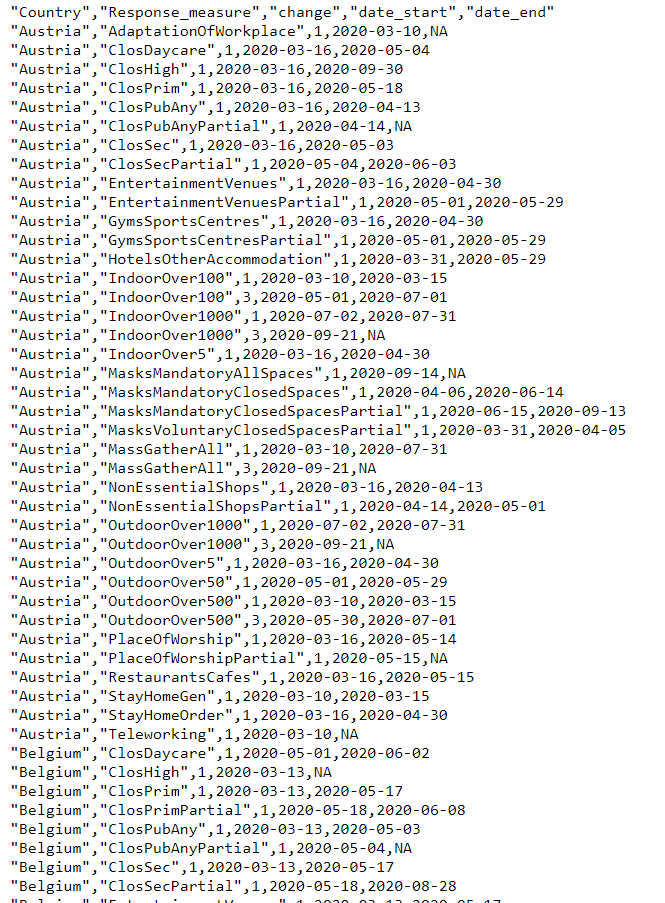 "Country","Response_measure","change","date_start","date_end"
"Austria","AdaptationOfWorkplace",1,2020-03-10,NA
"Austria","ClosDaycare",1,2020-03-16,2020-05-04
"Austria","ClosHigh",1,2020-03-16,2020-09-30
"Austria","ClosPrim",1,2020-03-16,2020-05-18
"Austria","ClosPubAny",1,2020-03-16,2020-04-13
"Austria","ClosPubAnyPartial",1,2020-04-14,NA
"Austria","ClosSec",1,2020-03-16,2020-05-03
"Austria","ClosSecPartial",1,2020-05-04,2020-06-03
"Austria","EntertainmentVenues",1,2020-03-16,2020-04-30
"Austria","EntertainmentVenuesPartial",1,2020-05-01,2020-05-29
"Austria","GymsSportsCentres",1,2020-03-16,2020-04-30
"Austria","GymsSportsCentresPartial",1,2020-05-01,2020-05-29
"Austria","HotelsOtherAccommodation",1,2020-03-31,2020-05-29
"Austria","IndoorOver100",1,2020-03-10,2020-03-15
"Austria","IndoorOver100",3,2020-05-01,2020-07-01
"Austria","IndoorOver1000",1,2020-07-02,2020-07-31
"Austria","IndoorOver1000",3,2020-09-21,NA
"Austria","IndoorOver5",1,2020-03-16,2020-04-30
"Austria","MasksMandatoryAllSpaces",1,2020-09-14,NA
"Austria","MasksMandatoryClosedSpaces",1,2020-04-06,2020-06-14
"Austria","MasksMandatoryClosedSpacesPartial",1,2020-06-15,2020-09-13
"Austria","MasksVoluntaryClosedSpacesPartial",1,2020-03-31,2020-04-05
"Austria","MassGatherAll",1,2020-03-10,2020-07-31
"Austria","MassGatherAll",3,2020-09-21,NA
"Austria","NonEssentialShops",1,2020-03-16,2020-04-13
"Austria","NonEssentialShopsPartial",1,2020-04-14,2020-05-01
"Austria","OutdoorOver1000",1,2020-07-02,2020-07-31
"Austria","OutdoorOver1000",3,2020-09-21,NA
"Austria","OutdoorOver5",1,2020-03-16,2020-04-30
"Austria","OutdoorOver50",1,2020-05-01,2020-05-29
"Austria","OutdoorOver500",1,2020-03-10,2020-03-15
"Austria","OutdoorOver500",3,2020-05-30,2020-07-01
"Austria","PlaceOfWorship",1,2020-03-16,2020-05-14
"Austria","PlaceOfWorshipPartial",1,2020-05-15,NA
"Austria","RestaurantsCafes",1,2020-03-16,2020-05-15
"Austria","StayHomeGen",1,2020-03-10,2020-03-15
"Austria","StayHomeOrder",1,2020-03-16,2020-04-30
"Austria","Teleworking",1,2020-03-10,NA
"Belgium","ClosDaycare",1,2020-05-01,2020-06-02
"Belgium","ClosHigh",1,2020-03-13,NA
"Belgium","ClosPrim",1,2020-03-13,2020-05-17
"Belgium","ClosPrimPartial",1,2020-05-18,2020-06-08
"Belgium","ClosPubAny",1,2020-03-13,2020-05-03
"Belgium","ClosPubAnyPartial",1,2020-05-04,NA
"Belgium","ClosSec",1,2020-03-13,2020-05-17
"Belgium","ClosSecPartial",1,2020-05-18,2020-08-28